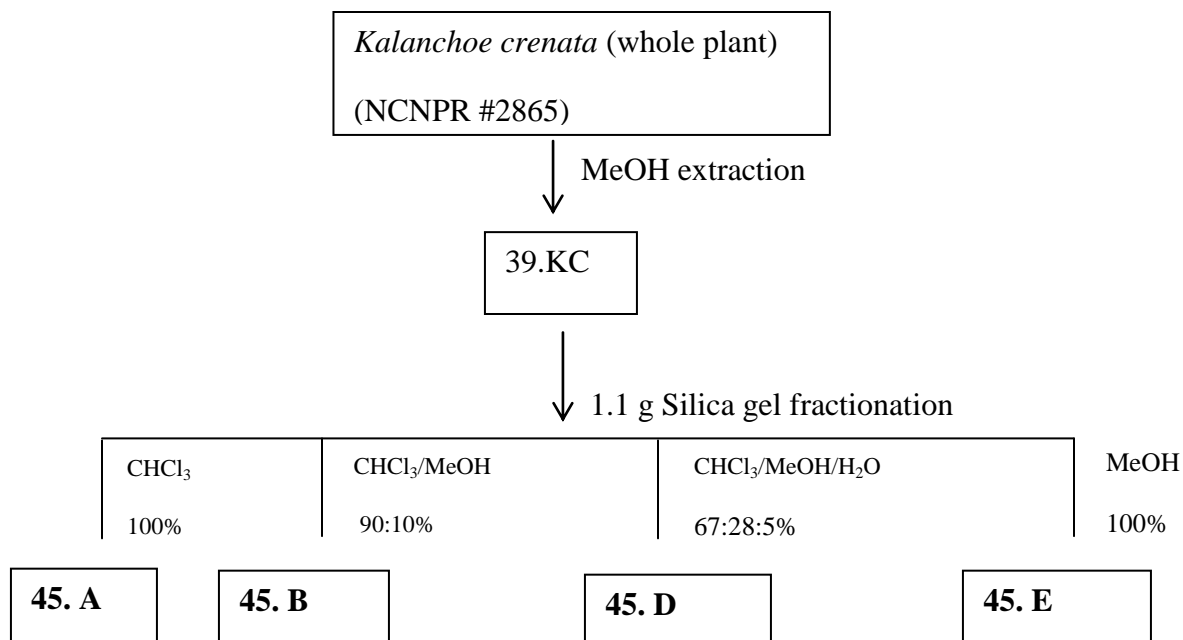 Kalanchoe crenata (whole plant)
(NCNPR #2865)
MeOH extraction
39.KC
1.1 g Silica gel fractionation
CHCl₃
100%
CHCl₃/MeOH
90:10%
CHCl₃/MeOH/H₂O
67:28:5%
MeOH
100%
45. A
45. B
45. D
45. E